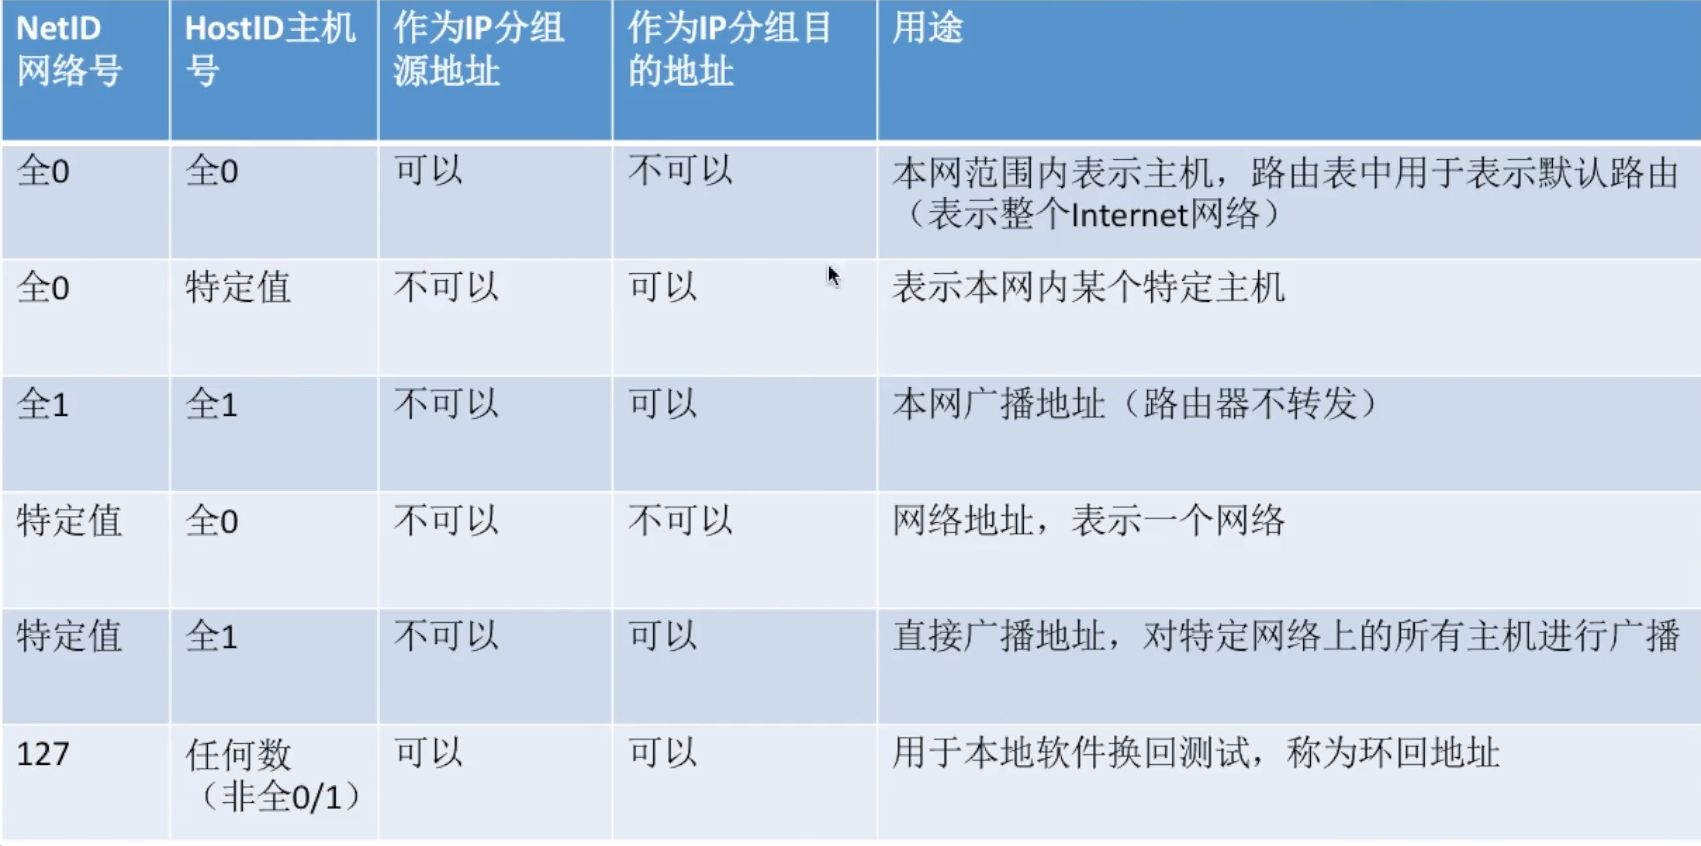 NetID
网络号
HostID主机
号
作为IP分组
源地址
作为IP分组目
的地址
用途
全0
全0
可以
不可以
本网范围内表示主机，路由表中用于表示默认路由
（表示整个Internet网络）
全0
特定值
不可以
可以
表示本网内某个特定主机
全1
全1
不可以
可以
本网广播地址（路由器不转发）
特定值
全0
不可以
不可以
网络地址，表示一个网络
特定值
全1
不可以
可以
直接广播地址，对特定网络上的所有主机进行广播
127
任何数
（非全0/1）
可以
可以
用于本地软件换回测试，称为环回地址